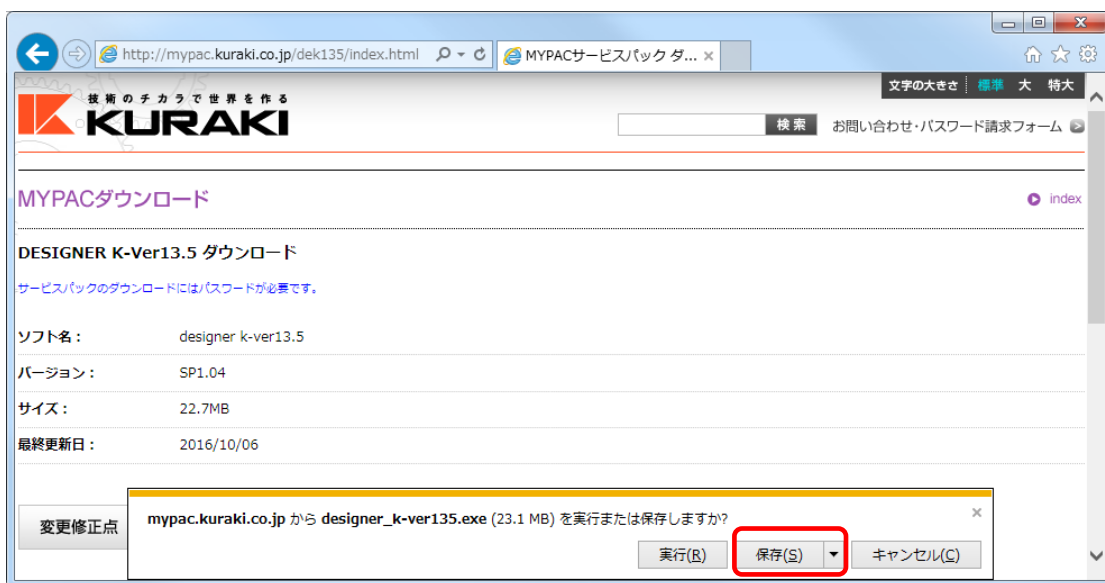 http://mypac.kuraki.co.jp/dek135/index.html
MYPACサービスパック ダ...
文字の大きさ 標準 大 特大
技術のチカラで世界を作る
KURAKI
検索 お問い合わせ・パスワード請求フォーム
MYPACダウンロード
index
DESIGNER K-Ver13.5 ダウンロード
サービスパックのダウンロードにはパスワードが必要です。
ソフト名： designer k-ver13.5
バージョン： SP1.04
サイズ： 22.7MB
最終更新日： 2016/10/06
変更修正点
mypac.kuraki.co.jp から designer_k-ver135.exe (23.1 MB) を実行または保存しますか?
実行(R) 保存(S) キャンセル(C)